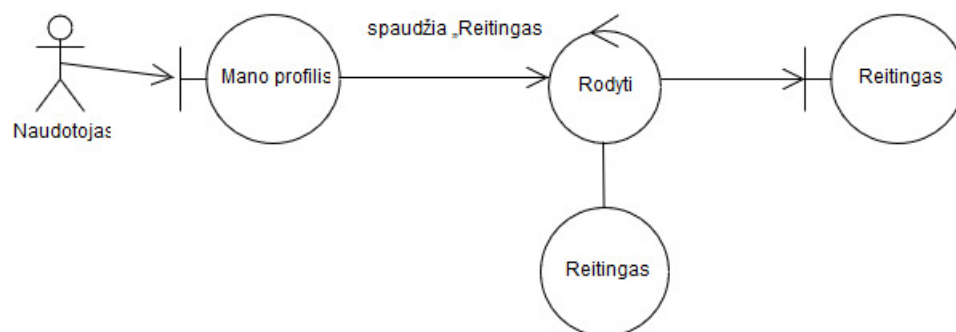 spaudžia „Reitingas
Mano profilis
Rodyti
Reitingas
Naudotojas
Reitingas